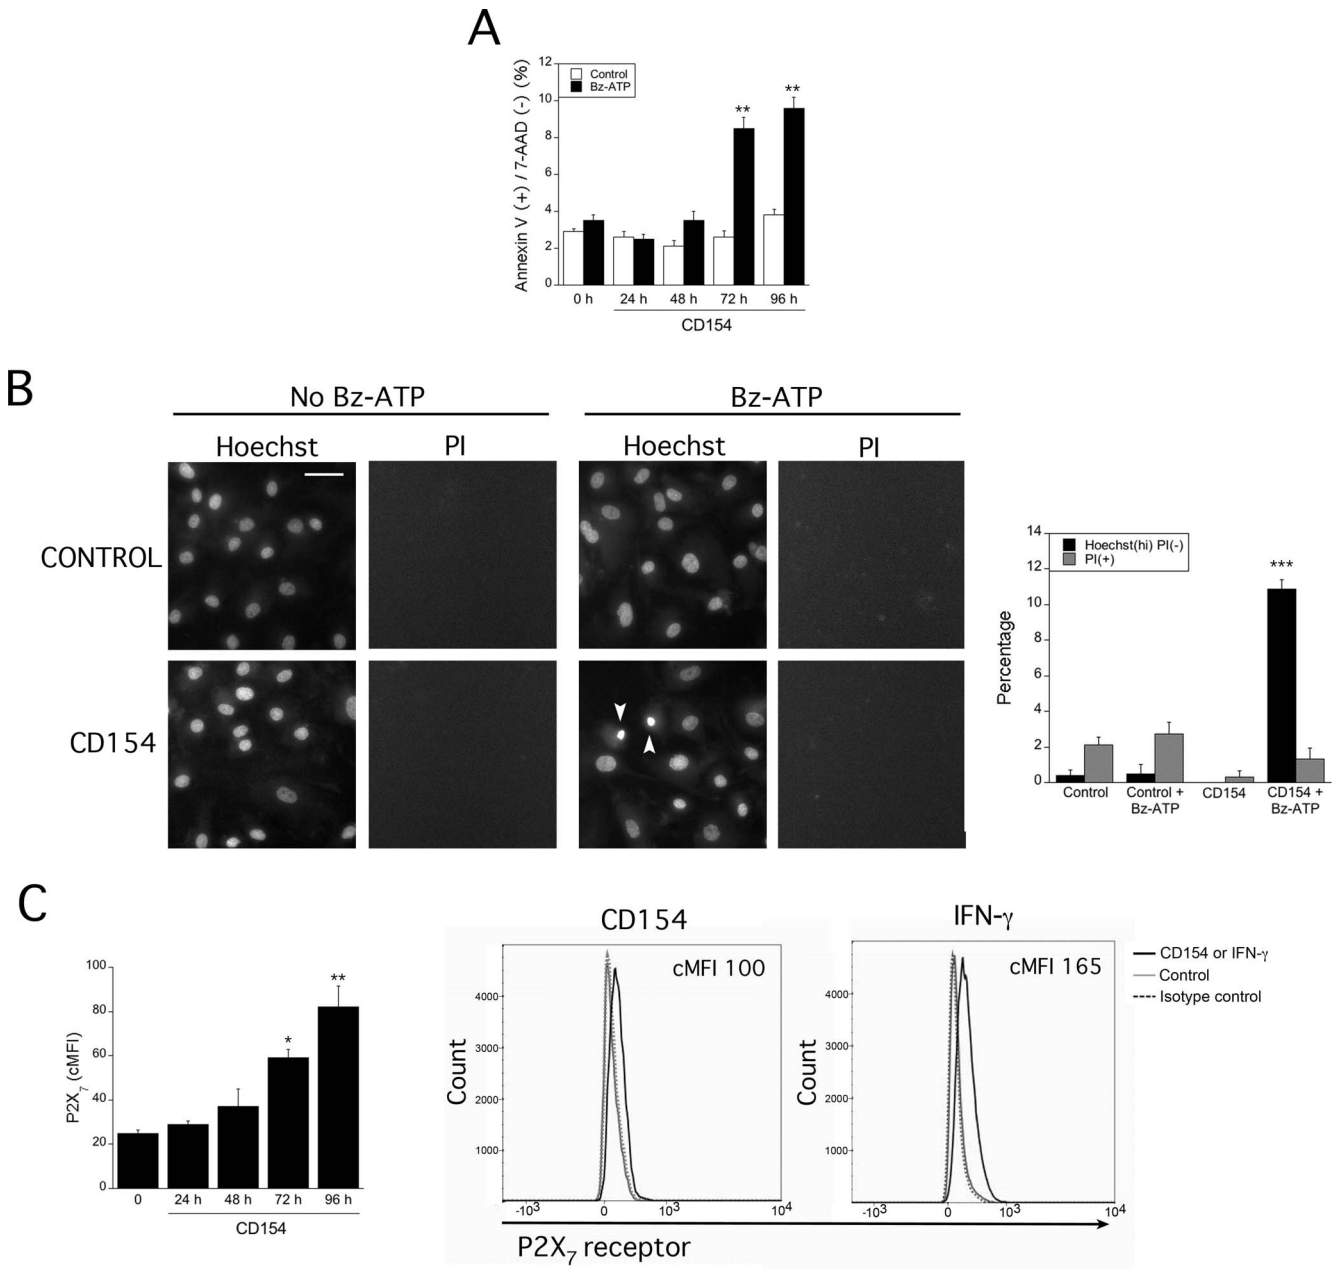 A
Annexin V (+) / 7-AAD (-) (%)
12
10
8
6
4
2
0
Control
Bz-ATP
**
**
0 h
24 h
48 h
72 h
96 h
CD154
B
No Bz-ATP
Bz-ATP
Hoechst
PI
Hoechst
PI
CONTROL
CD154
Percentage
14
12
10
8
6
4
2
0
Hoechst(hi) PI(-)
PI(+)
***
Control
Control +
Bz-ATP
CD154
CD154 +
Bz-ATP
C
P2X7 (cMFI)
100
80
60
40
20
0
*
**
0
24 h
48 h
72 h
96 h
CD154
CD154
cMFI 100
Count
4000
3000
2000
1000
-10³
0
10³
10⁴
IFN-γ
cMFI 165
Count
4000
3000
2000
1000
-10³
0
10³
10⁴
CD154 or IFN-γ
Control
Isotype control
P2X7 receptor